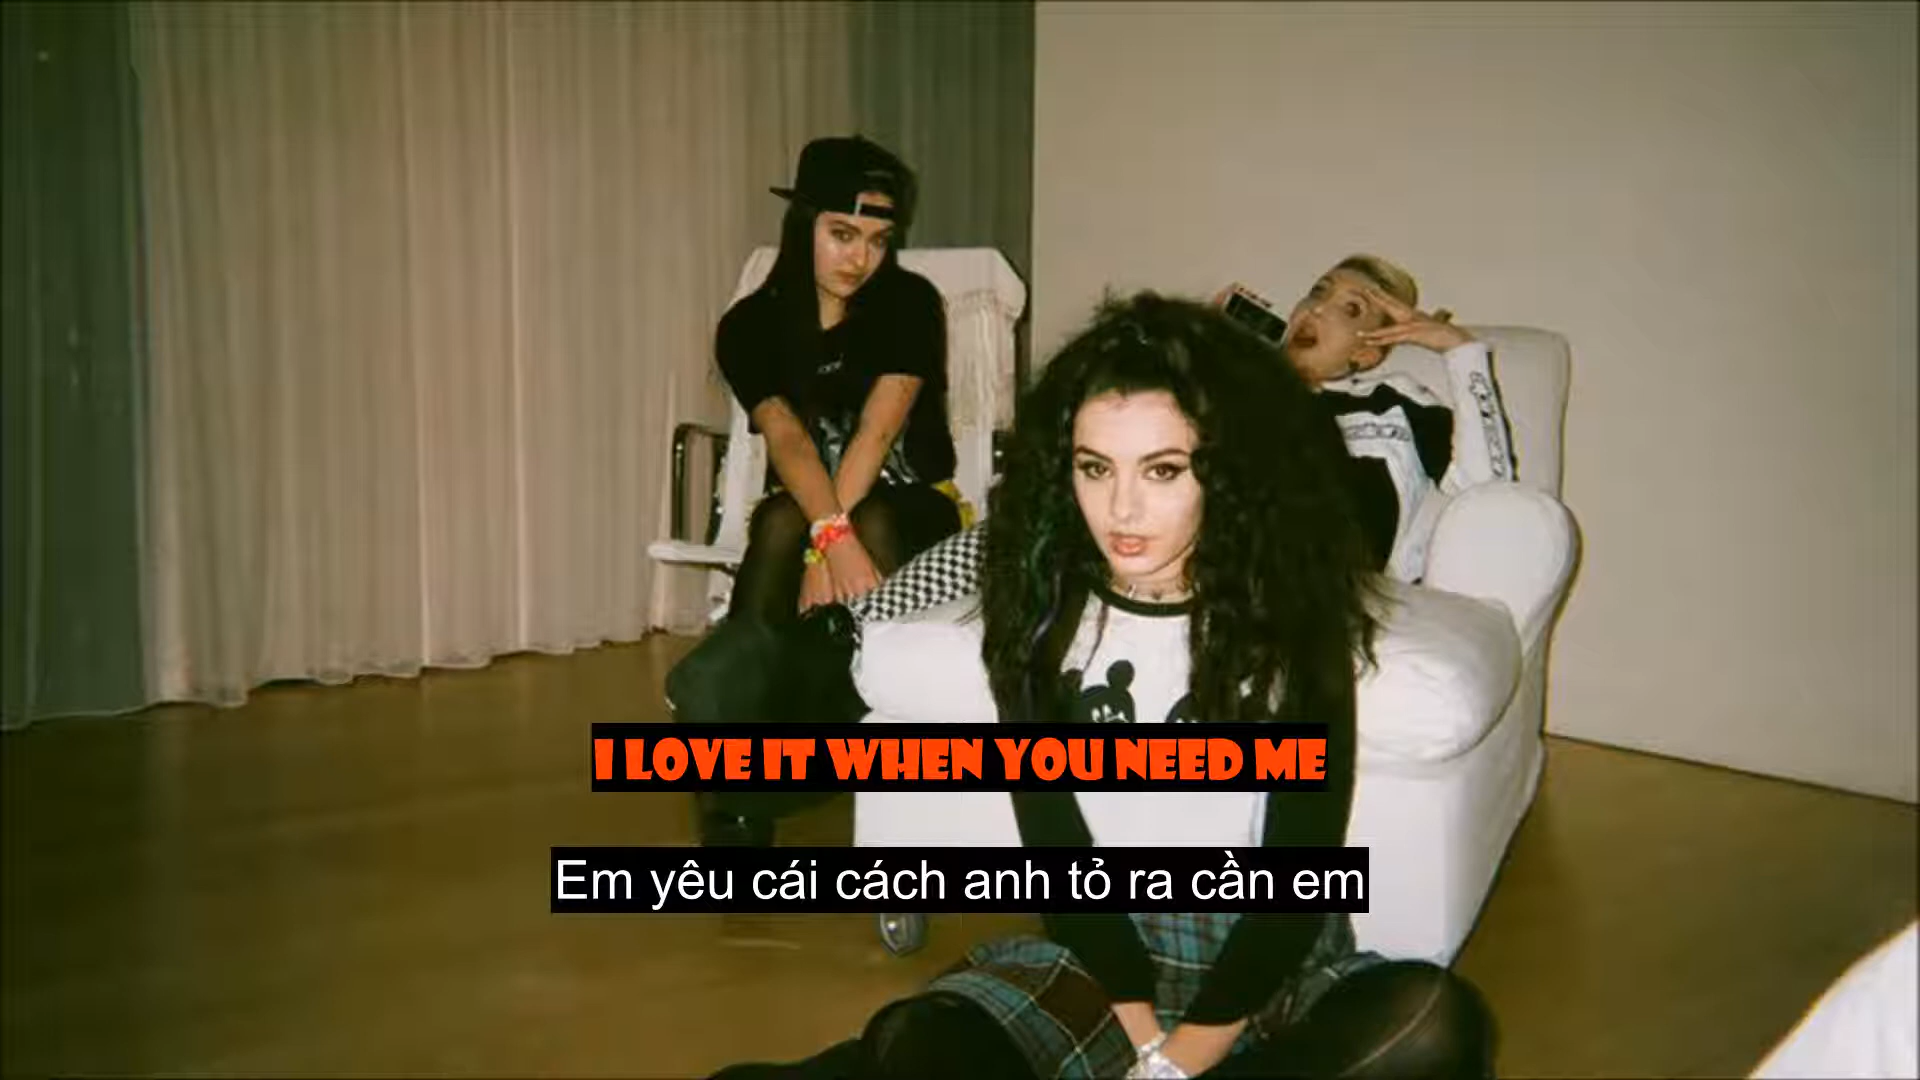 I LOVE IT WHEN YOU NEED ME
Em yêu cái cách anh tỏ ra cần em